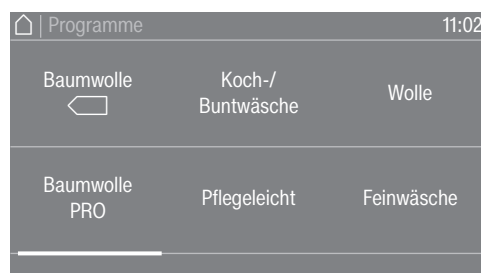 Programme 11:02
Baumwolle Koch-/ Wolle
Buntwäsche
Baumwolle Pflegeleicht Feinwäsche
PRO